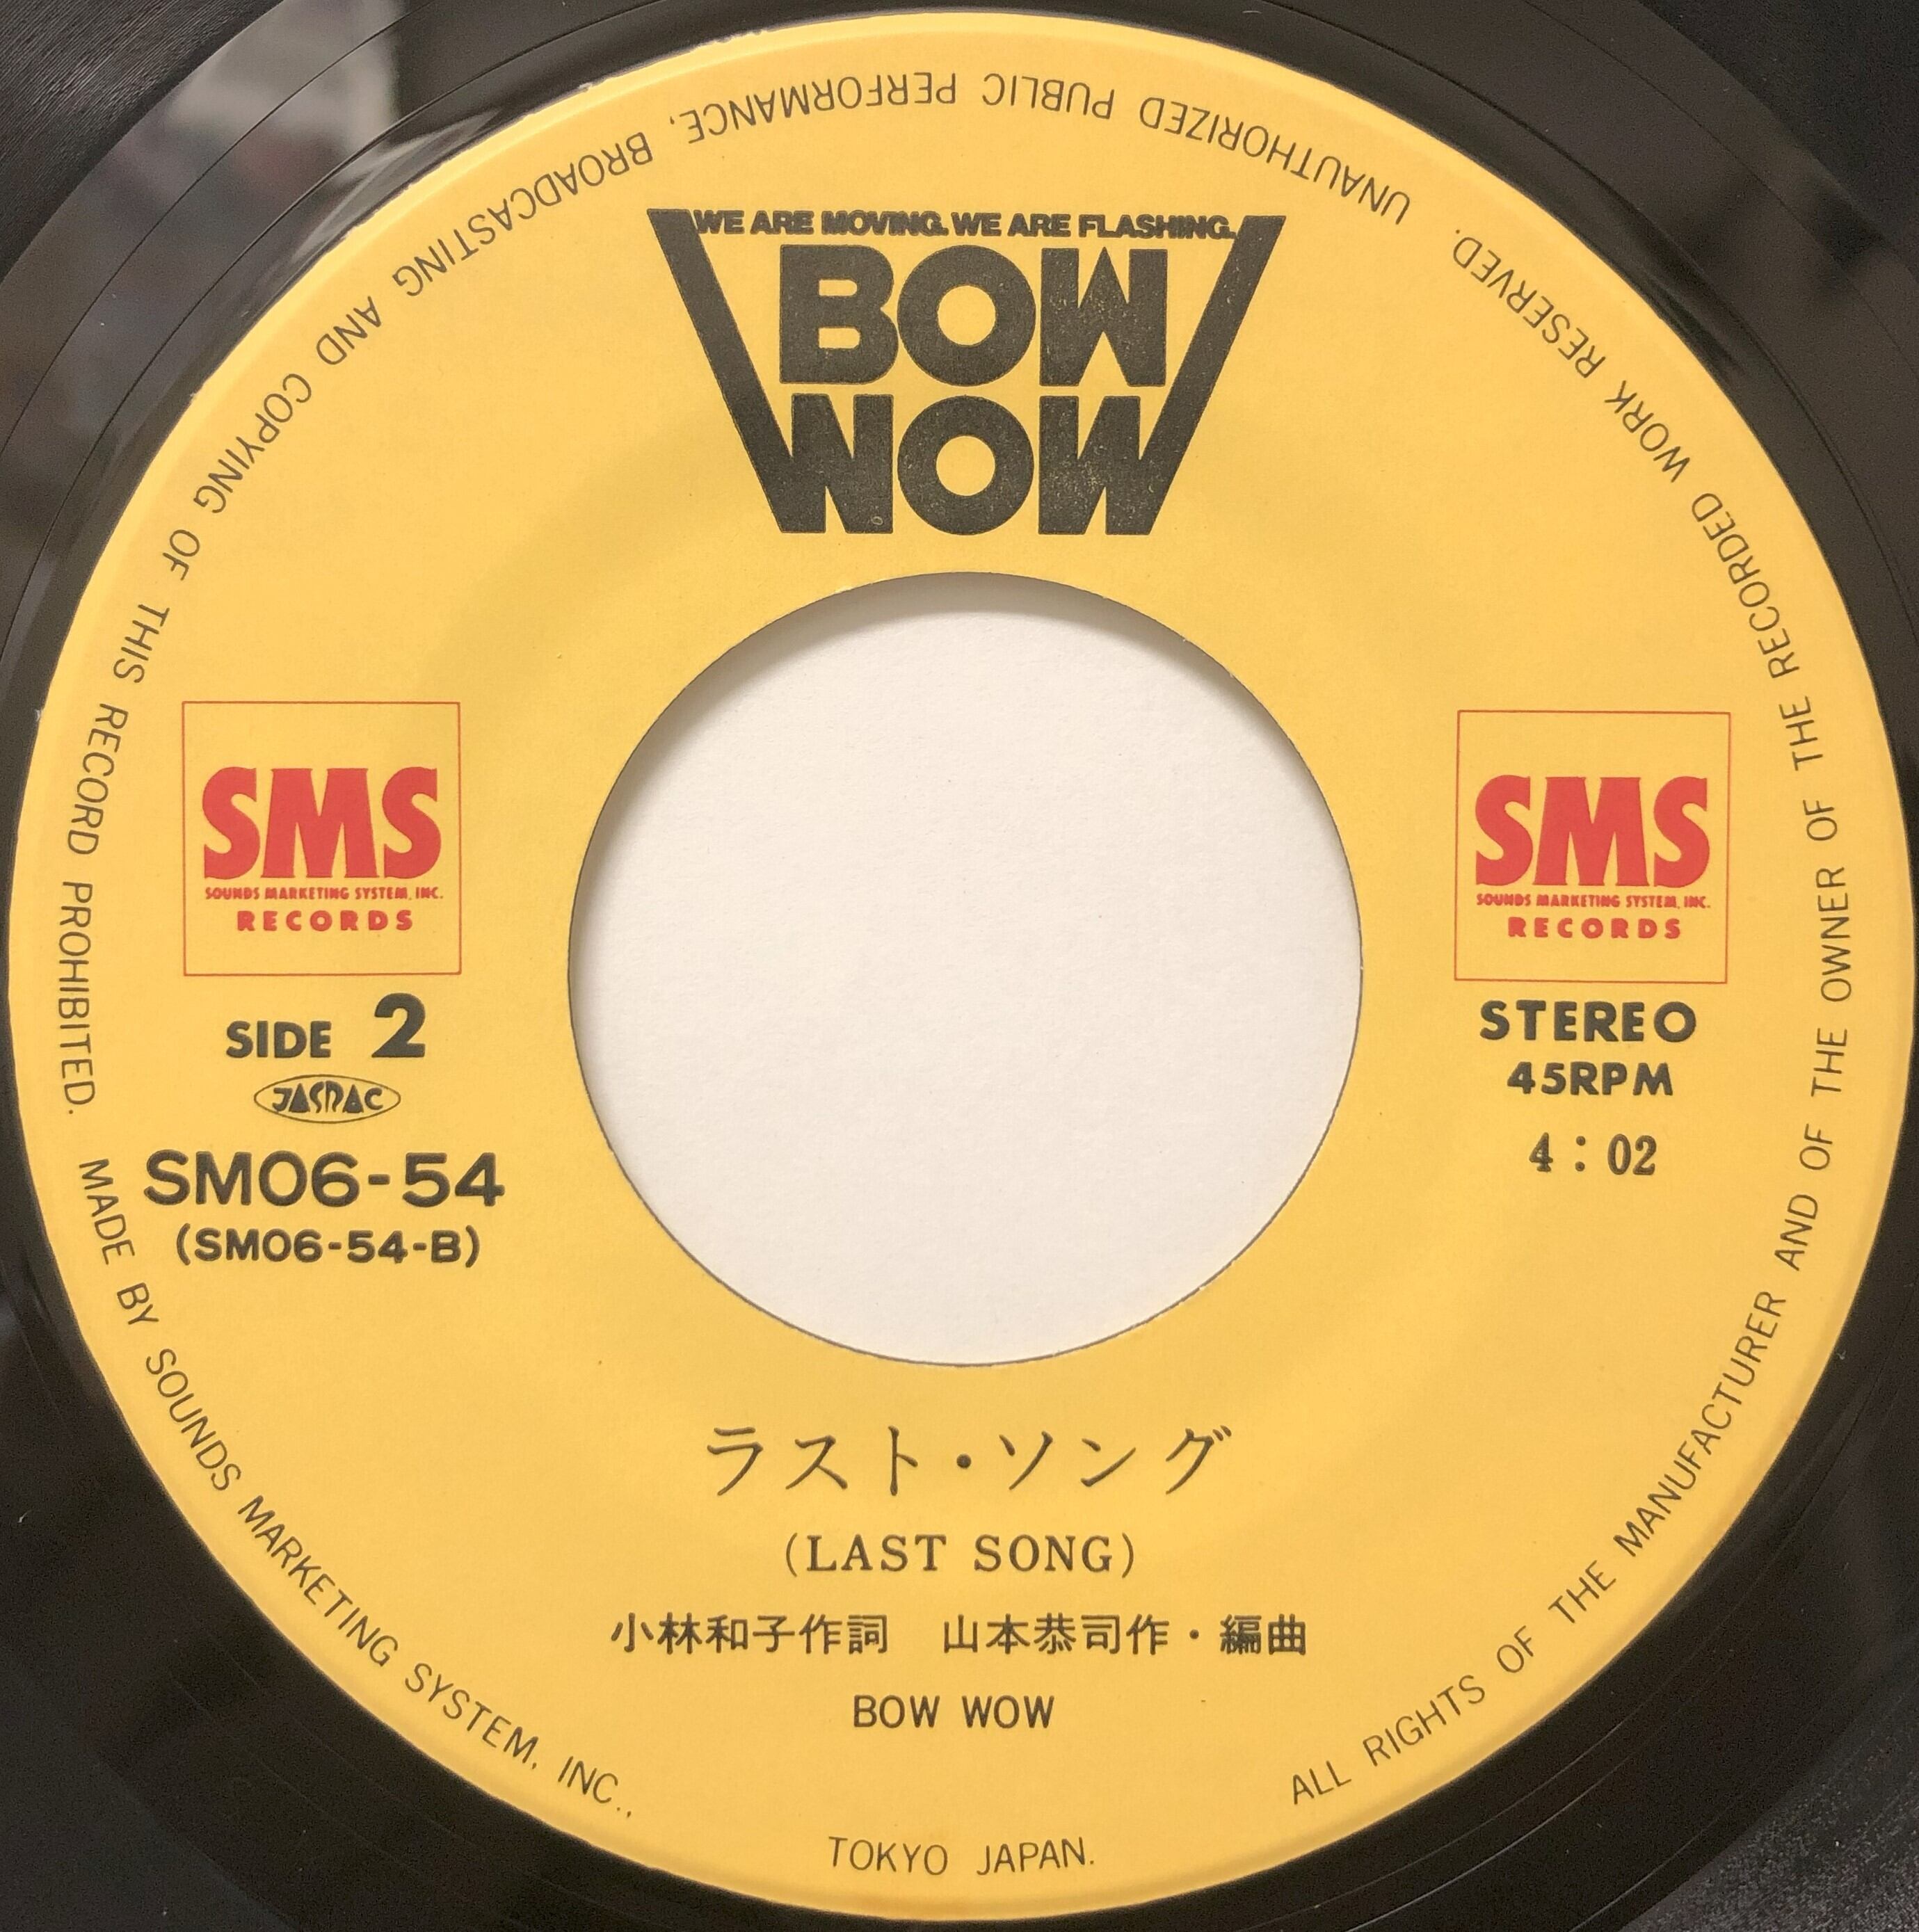 WE ARE MOVING. WE ARE FLASHING.
BOW
WOW
SMS
SOUNDS MARKETING SYSTEM, INC.
RECORDS
SIDE 2
JASRAC
SM06-54
(SM06-54-B)
SMS
SOUNDS MARKETING SYSTEM, INC.
RECORDS
STEREO
45RPM
4:02
ラスト・ソング
(LAST SONG)
小林和子作詞　山本恭司作・編曲
BOW WOW
ALL RIGHTS OF THE MANUFACTURER AND OF THE OWNER OF THE RECORDED WORK RESERVED. UNAUTHORIZED PUBLIC PERFORMANCE, BROADCASTING AND COPYING OF THIS RECORD PROHIBITED. MADE BY SOUNDS MARKETING SYSTEM, INC.,
TOKYO JAPAN.